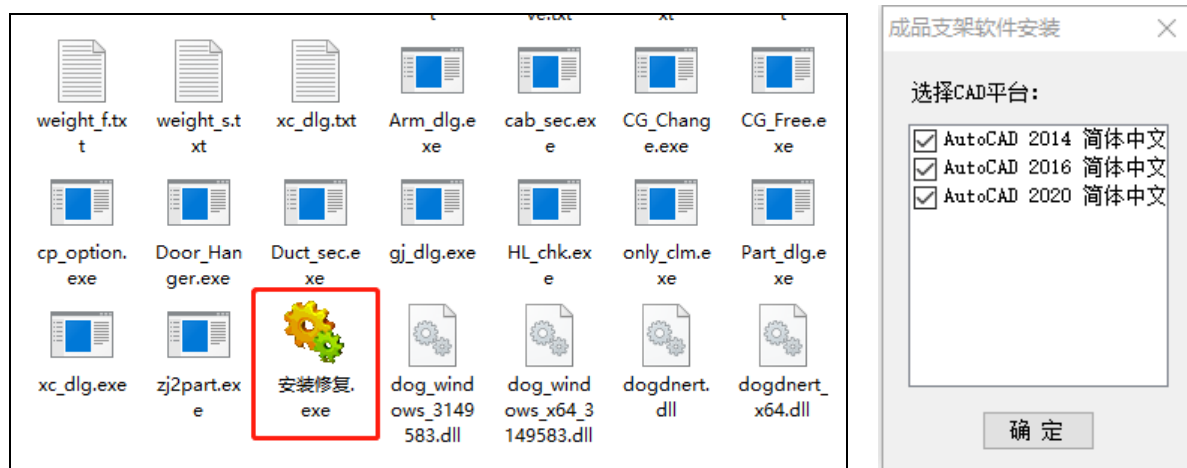 weight_f.tx
t
weight_s.t
xt
xc_dlg.txt
Arm_dlg.e
xe
cab_sec.ex
e
CG_Chang
e.exe
CG_Free.e
xe
cp_option.
exe
Door_Han
ger.exe
Duct_sec.e
xe
gj_dlg.exe
HL_chk.ex
e
only_clm.e
xe
Part_dlg.e
xe
xc_dlg.exe
zj2part.ex
e
安装修复.
exe
dog_wind
ows_3149
583.dll
dog_wind
ows_x64_3
149583.dll
dogdnert.
dll
dogdnert_
x64.dll
成品支架软件安装
选择CAD平台:
AutoCAD 2014 简体中文
AutoCAD 2016 简体中文
AutoCAD 2020 简体中文
确定